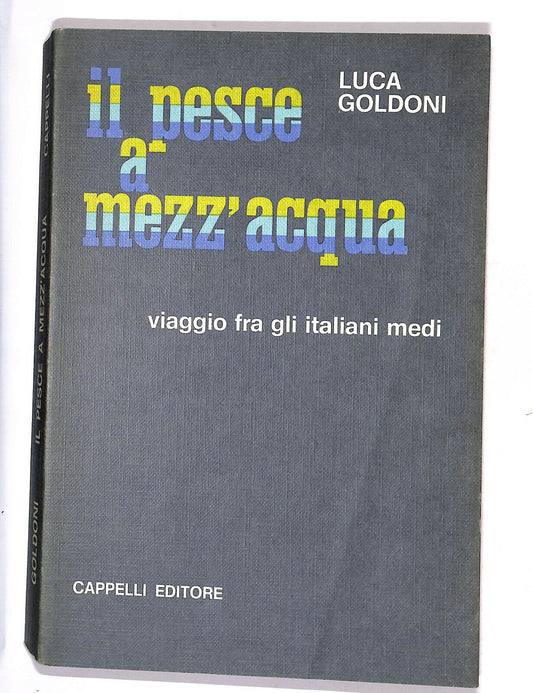 LUCA
GOLDONI
il pesce
a
mezz'acqua
viaggio fra gli italiani medi
CAPPELLI EDITORE
GOLDONI IL PESCE A MEZZ'ACQUA CAPPELLI